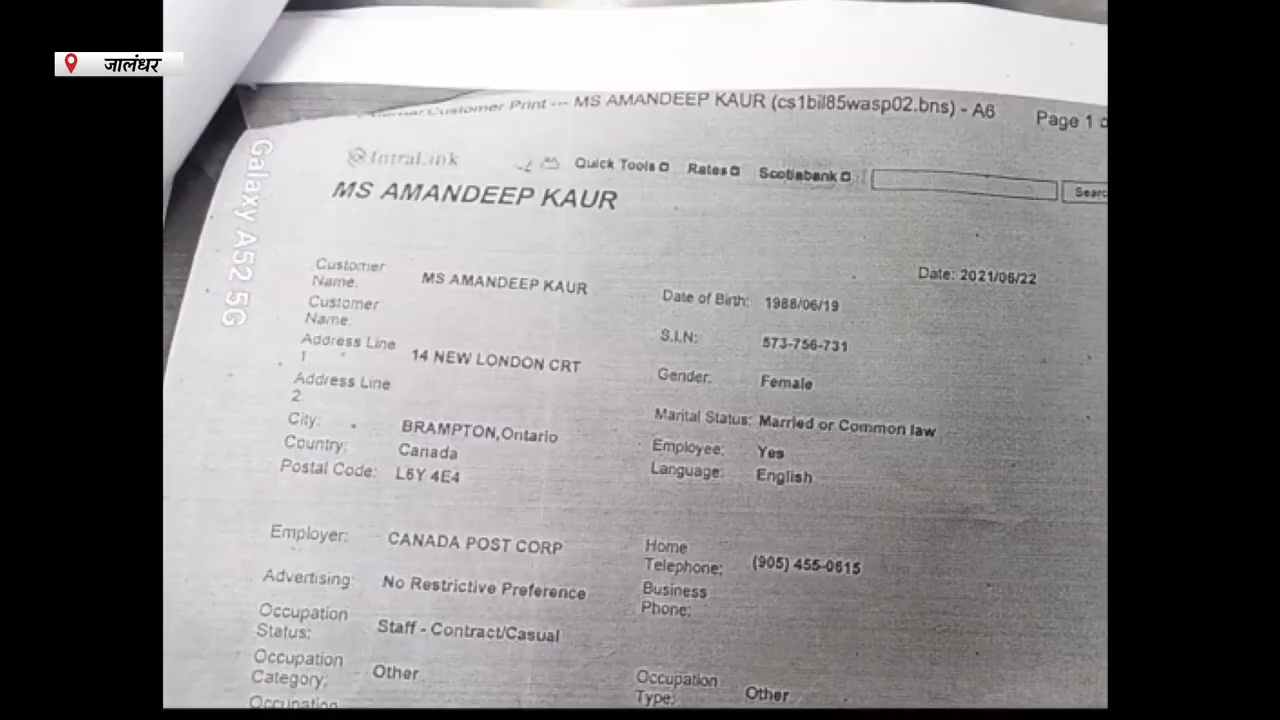 जालंधर
Customer Print --- MS AMANDEEP KAUR (cs1bil85wasp02.bns) - A6 Page 1
IntraLink Quick Tools Rates Scotiabank Searc
MS AMANDEEP KAUR
Date: 2021/06/22
Customer Name: MS AMANDEEP KAUR Date of Birth: 1988/06/19
Customer Name: S.I.N: 573-756-731
Address Line 1 14 NEW LONDON CRT Gender: Female
Address Line 2 Marital Status: Married or Common law
City: BRAMPTON,Ontario Employee: Yes
Country: Canada Language: English
Postal Code: L6Y 4E4
Employer: CANADA POST CORP Home Telephone: (905) 455-0615
Advertising: No Restrictive Preference Business Phone:
Occupation Status: Staff - Contract/Casual
Occupation Category: Other Occupation Type: Other
Occupation
Galaxy A52 5G